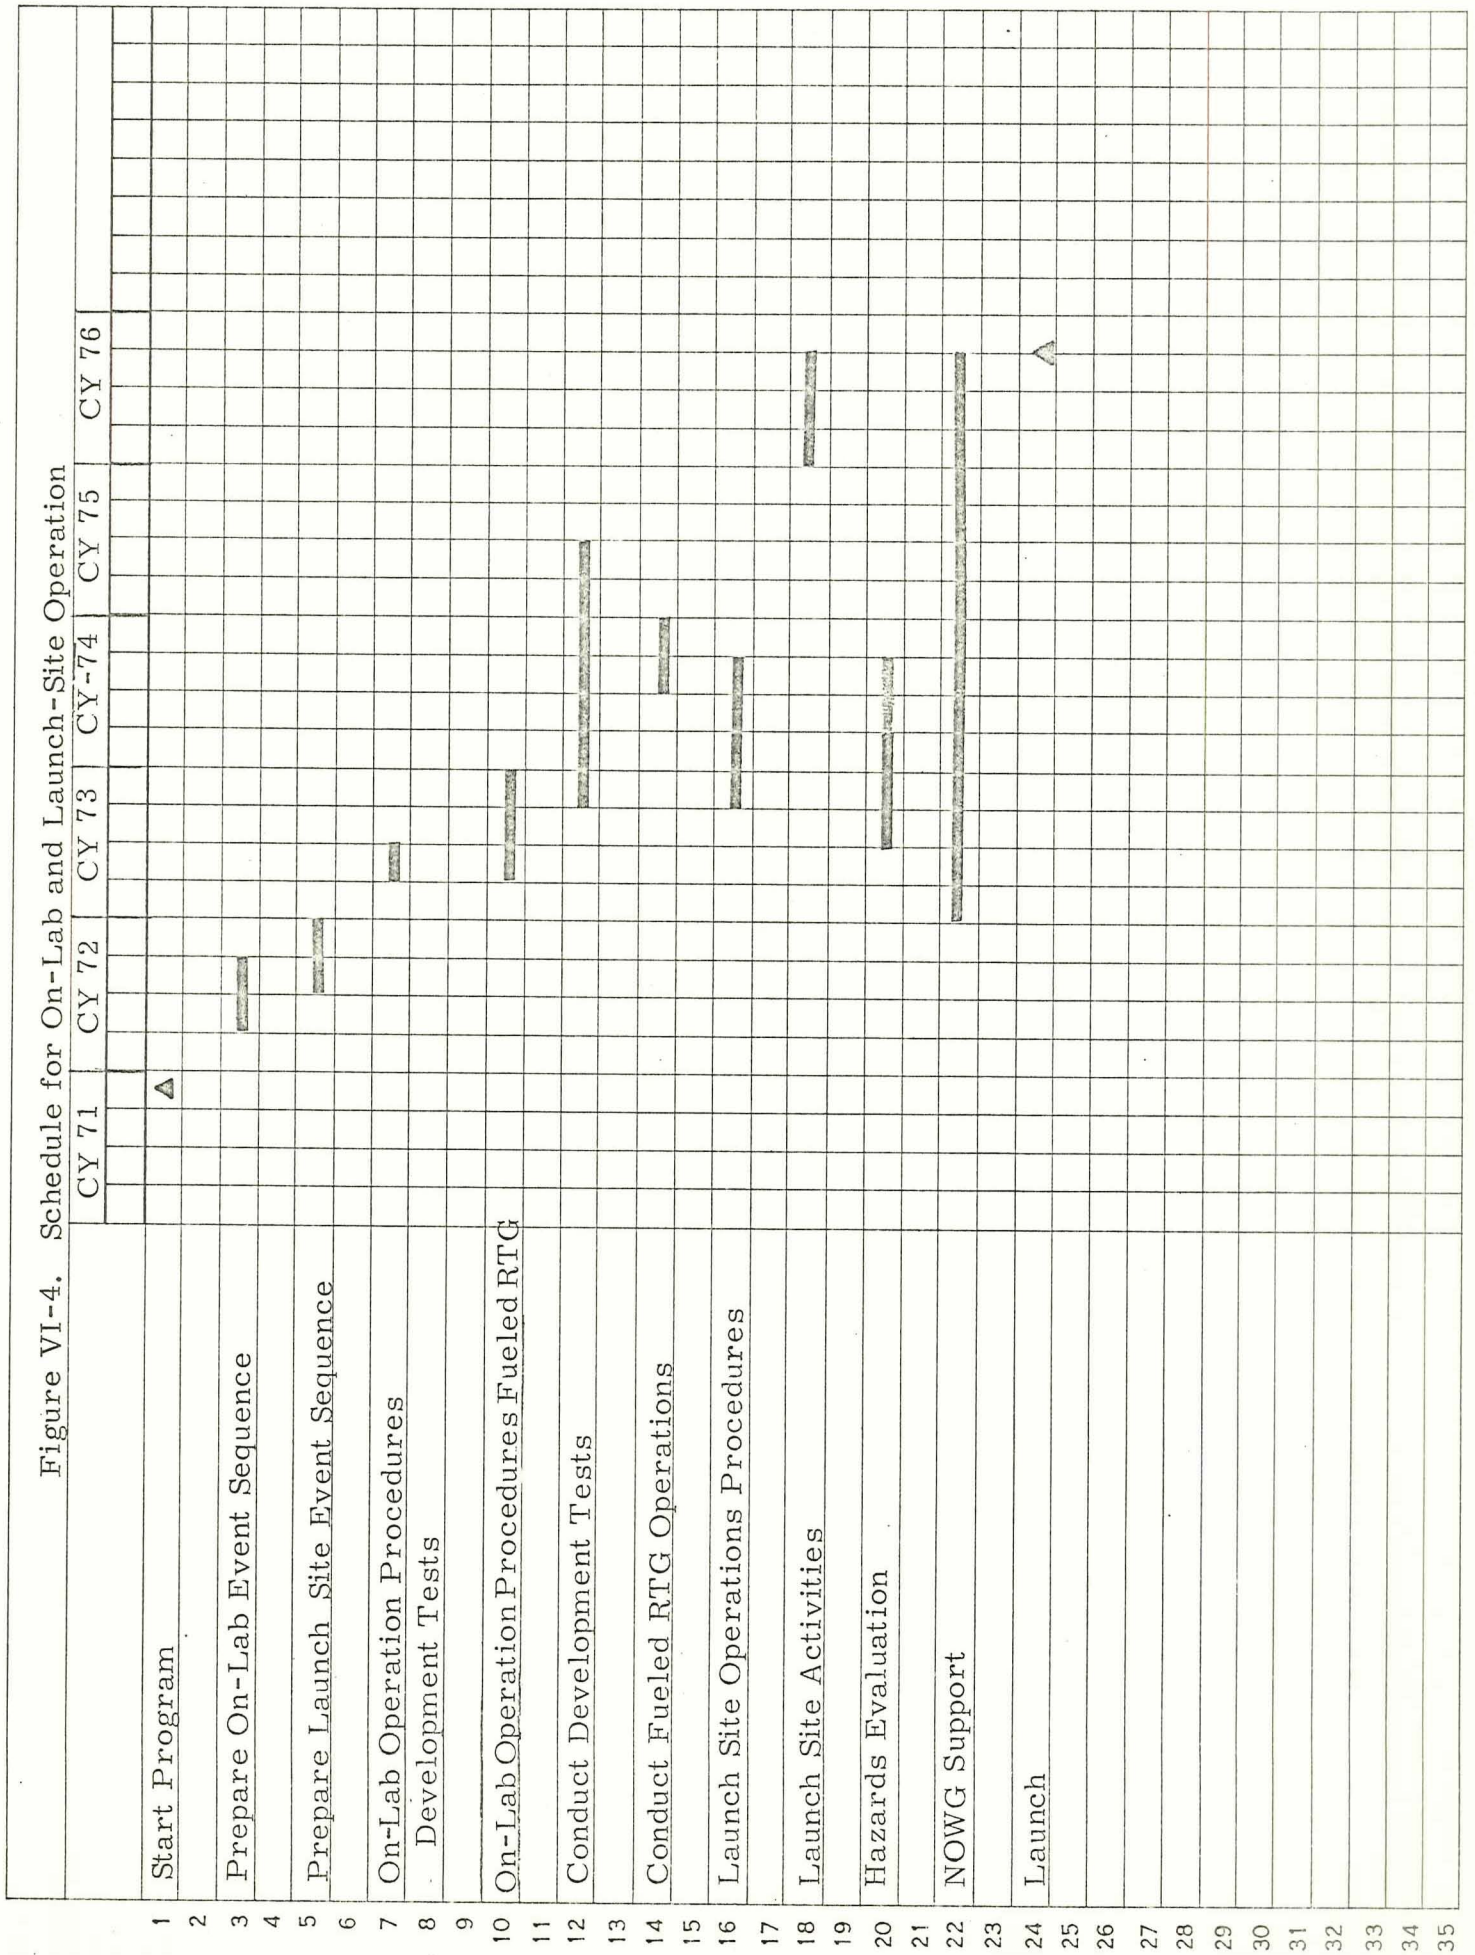 Figure VI-4. Schedule for On-Lab and Launch-Site Operation
CY 71 CY 72 CY 73 CY-74 CY 75 CY 76
1 Start Program
2
3 Prepare On-Lab Event Sequence
4
5 Prepare Launch Site Event Sequence
6
7 On-Lab Operation Procedures
8 Development Tests
9
10 On-Lab Operation Procedures Fueled RTG
11
12 Conduct Development Tests
13
14 Conduct Fueled RTG Operations
15
16 Launch Site Operations Procedures
17
18 Launch Site Activities
19
20 Hazards Evaluation
21
22 NOWG Support
23
24 Launch
25
26
27
28
29
30
31
32
33
34
35